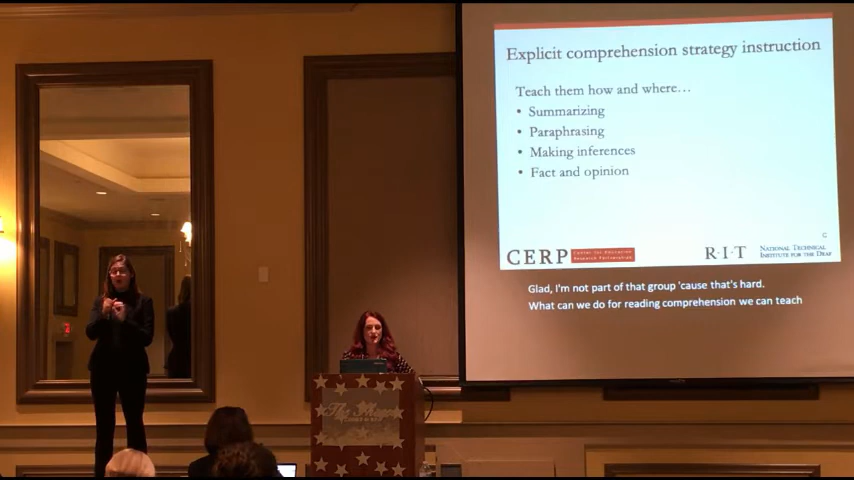 Explicit comprehension strategy instruction
Teach them how and where…
• Summarizing
• Paraphrasing
• Making inferences
• Fact and opinion
CERP Center for Education
Research Partnership
R·I·T NATIONAL TECHNICAL
INSTITUTE FOR THE DEAF
Glad, I'm not part of that group 'cause that's hard.
What can we do for reading comprehension we can teach